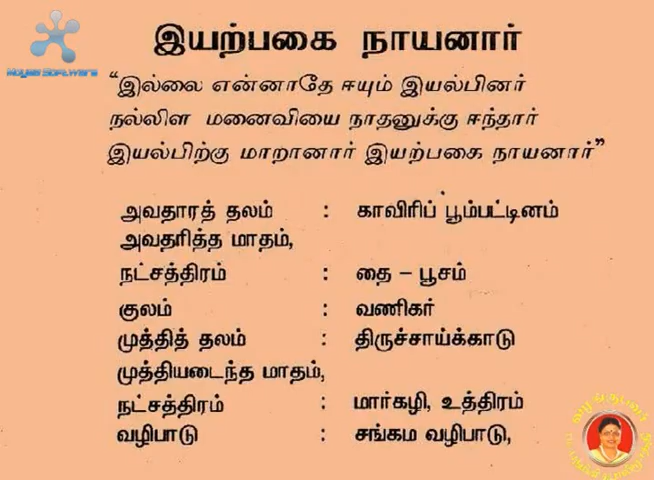 Royal Software
இயற்பகை நாயனார்
“இல்லை என்னாதே ஈயும் இயல்பினர்
நல்லிள மனைவியை நாதனுக்கு ஈந்தார்
இயல்பிற்கு மாறானார் இயற்பகை நாயனார்”
அவதாரத் தலம் : காவிரிப் பூம்பட்டினம்
அவதரித்த மாதம்,
நட்சத்திரம் : தை – பூசம்
குலம் : வணிகர்
முத்தித் தலம் : திருச்சாய்க்காடு
முத்தியடைந்த மாதம்,
நட்சத்திரம் : மார்கழி, உத்திரம்
வழிபாடு : சங்கம வழிபாடு,